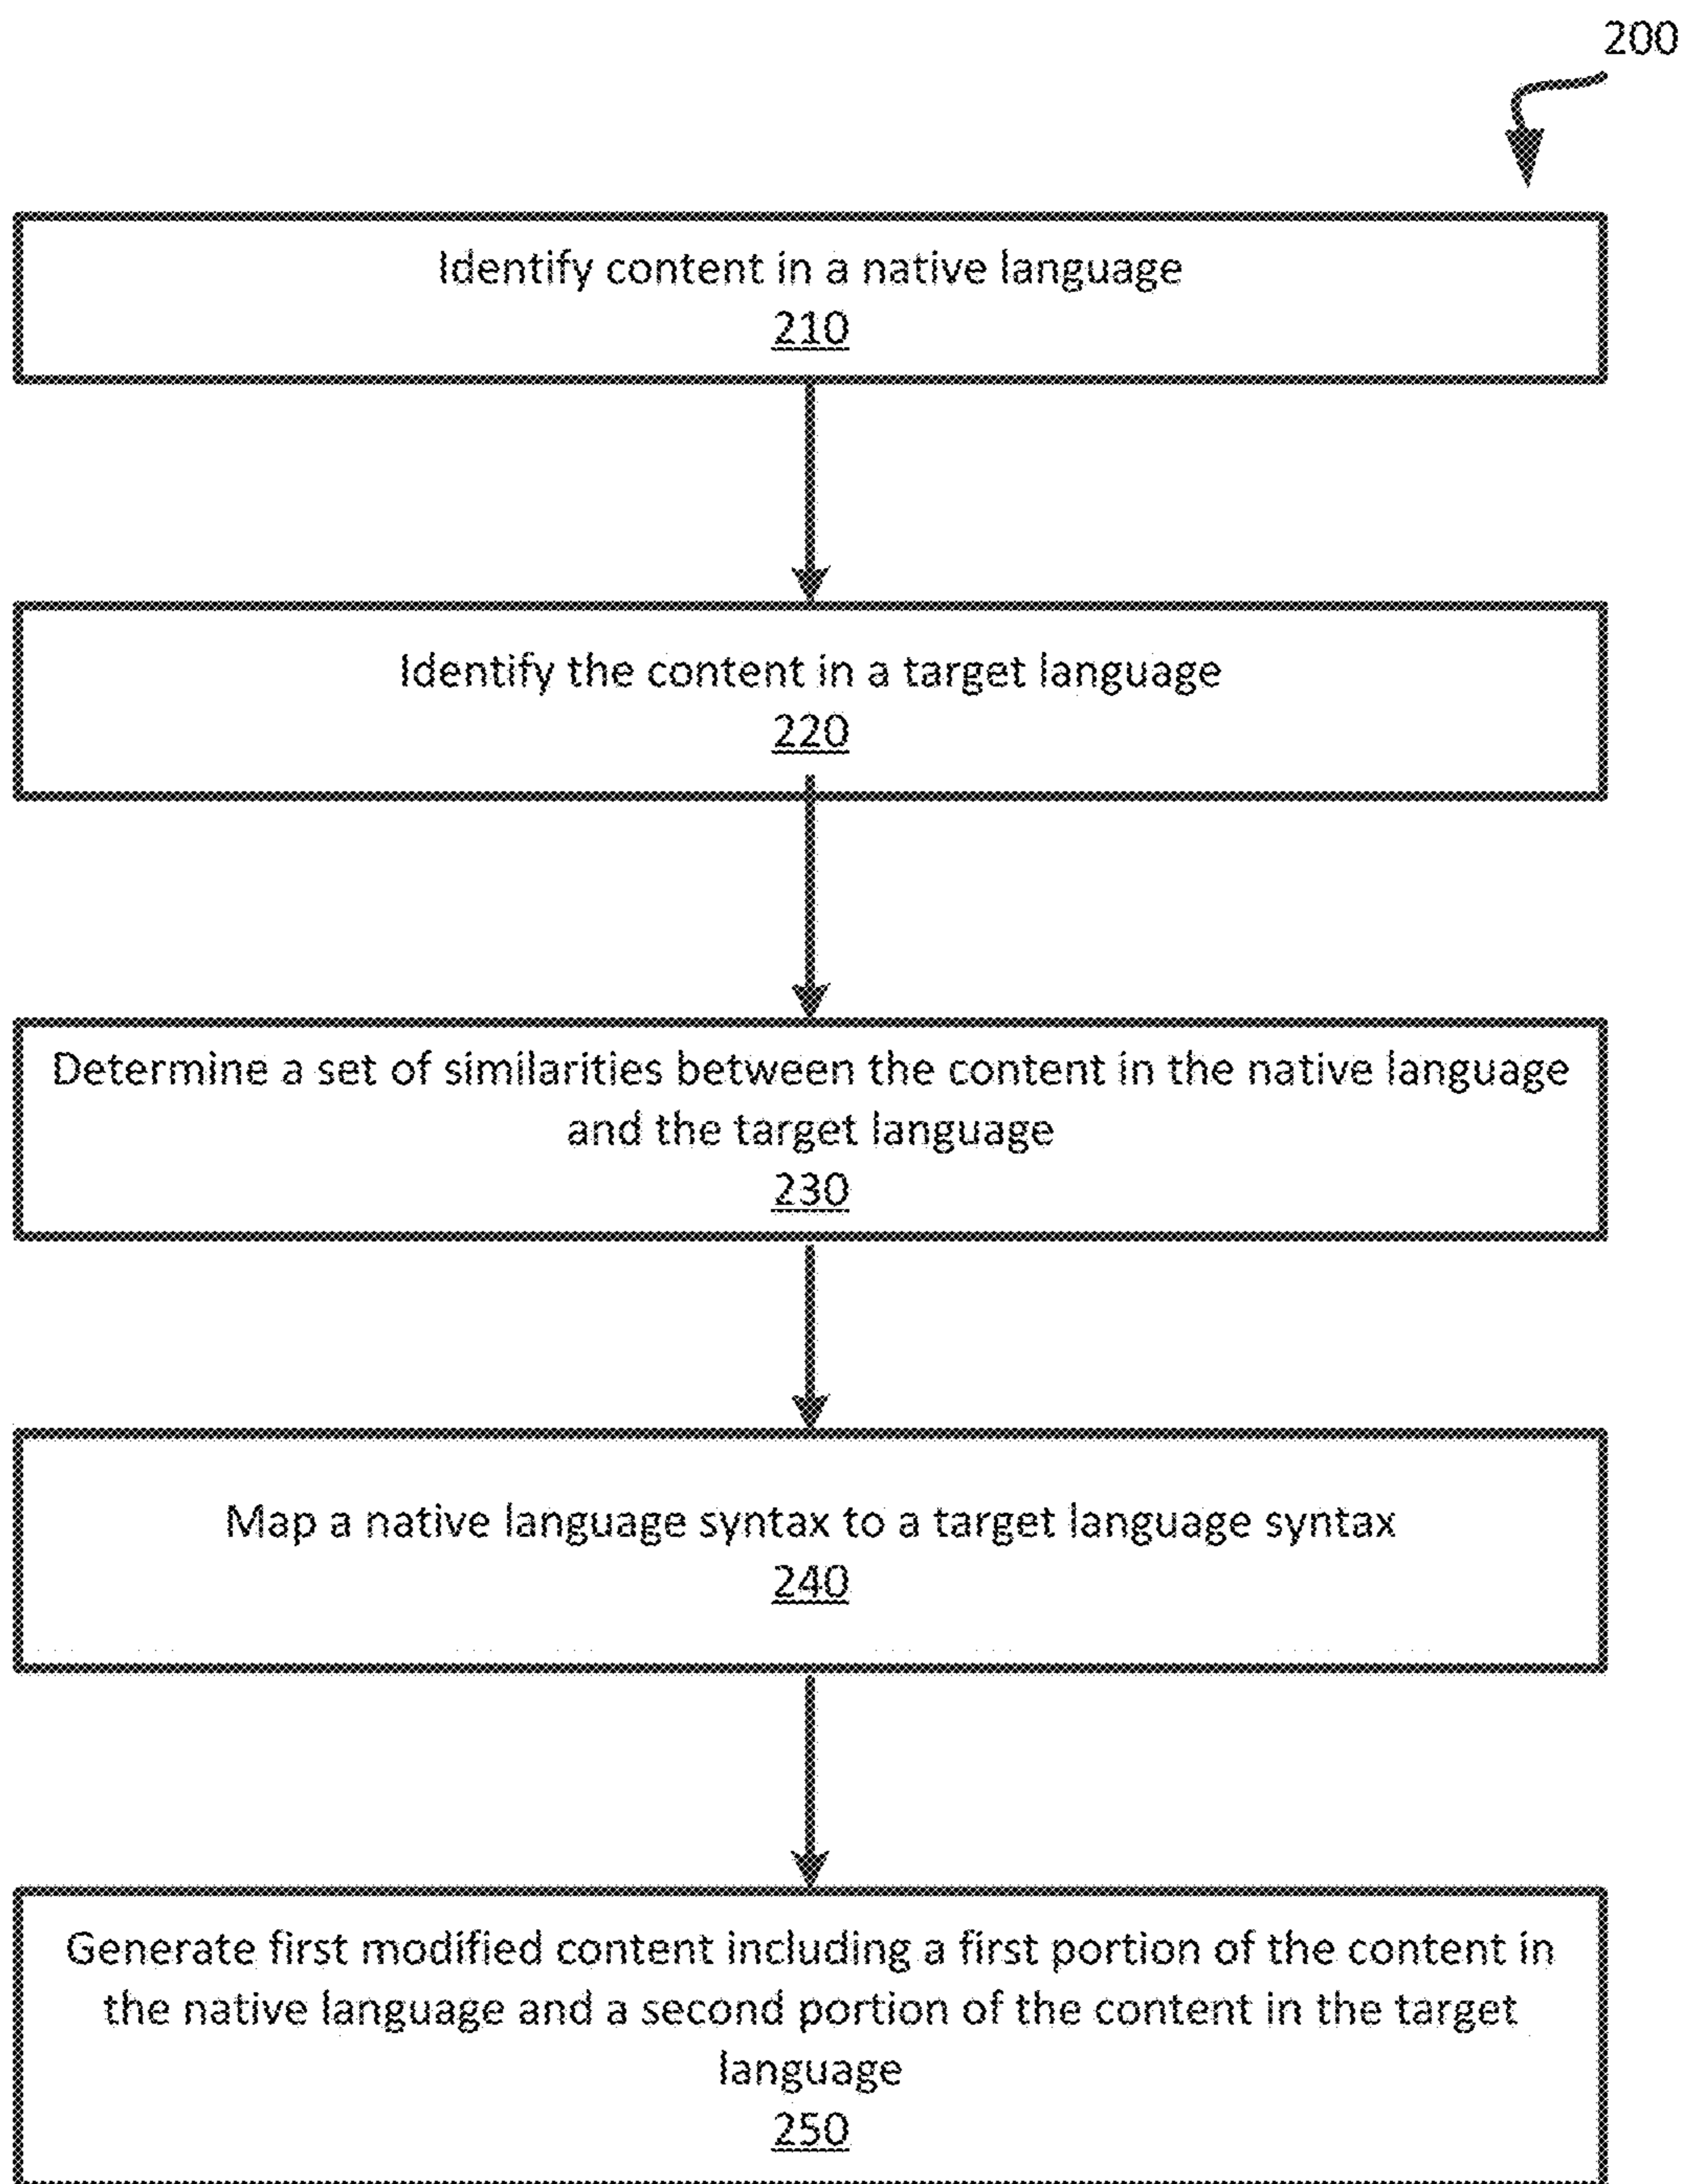 200
Identify content in a native language
210
Identify the content in a target language
220
Determine a set of similarities between the content in the native language
and the target language
230
Map a native language syntax to a target language syntax
240
Generate first modified content including a first portion of the content in
the native language and a second portion of the content in the target
language
250